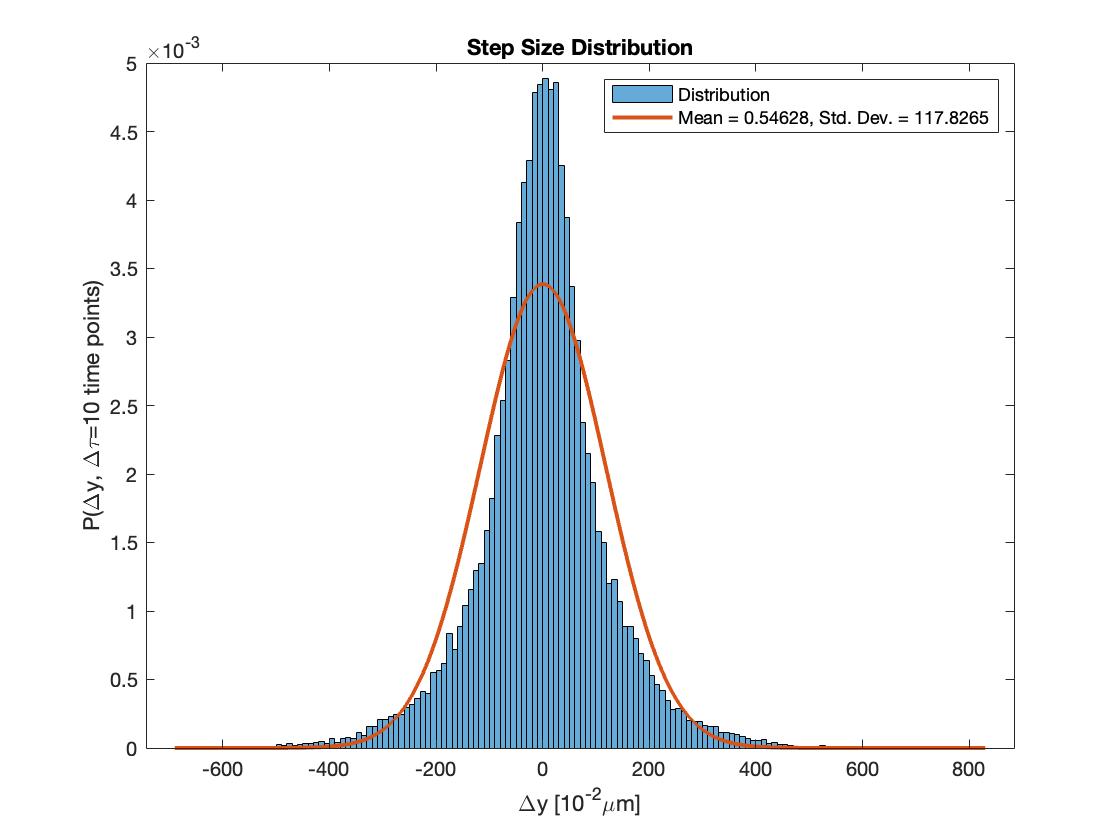 Step Size Distribution
×10⁻³
Distribution
Mean = 0.54628, Std. Dev. = 117.8265
5
4.5
4
3.5
3
2.5
2
1.5
1
0.5
0
P(Δy, Δτ=10 time points)
-600 -400 -200 0 200 400 600 800
Δy [10⁻²μm]